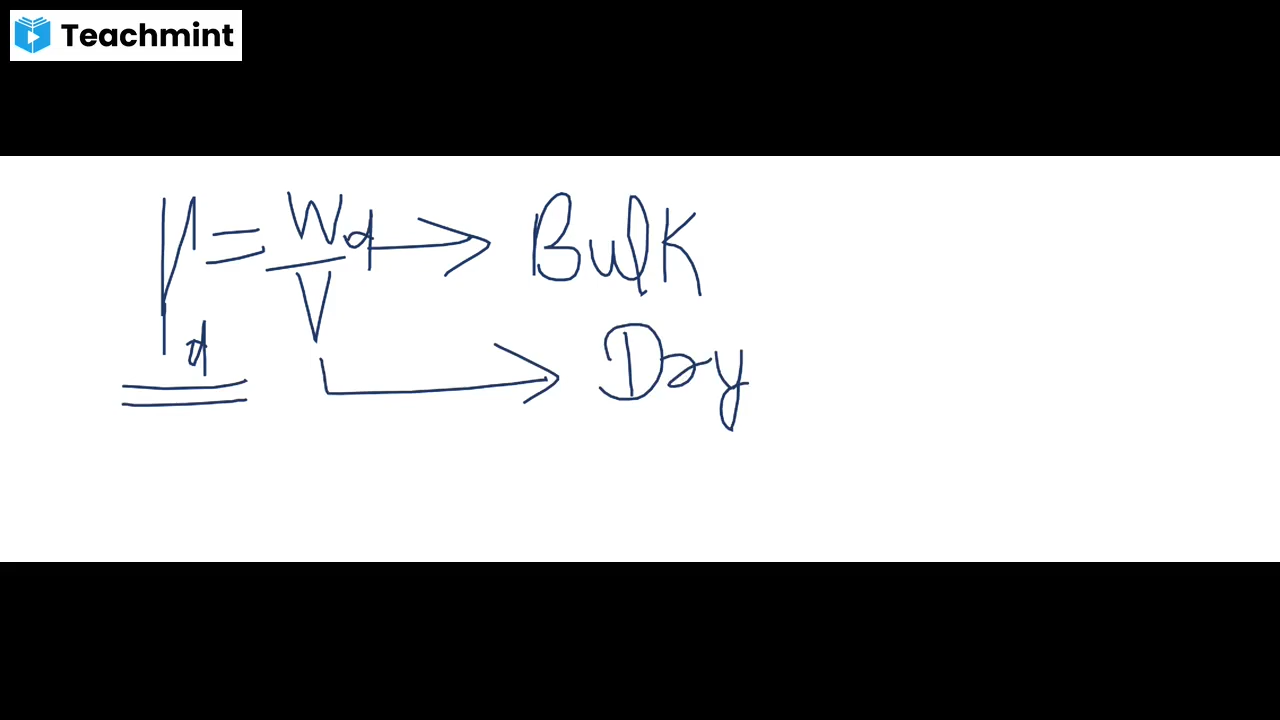 Teachmint
γd = Wd/V → Bulk
→ Dry